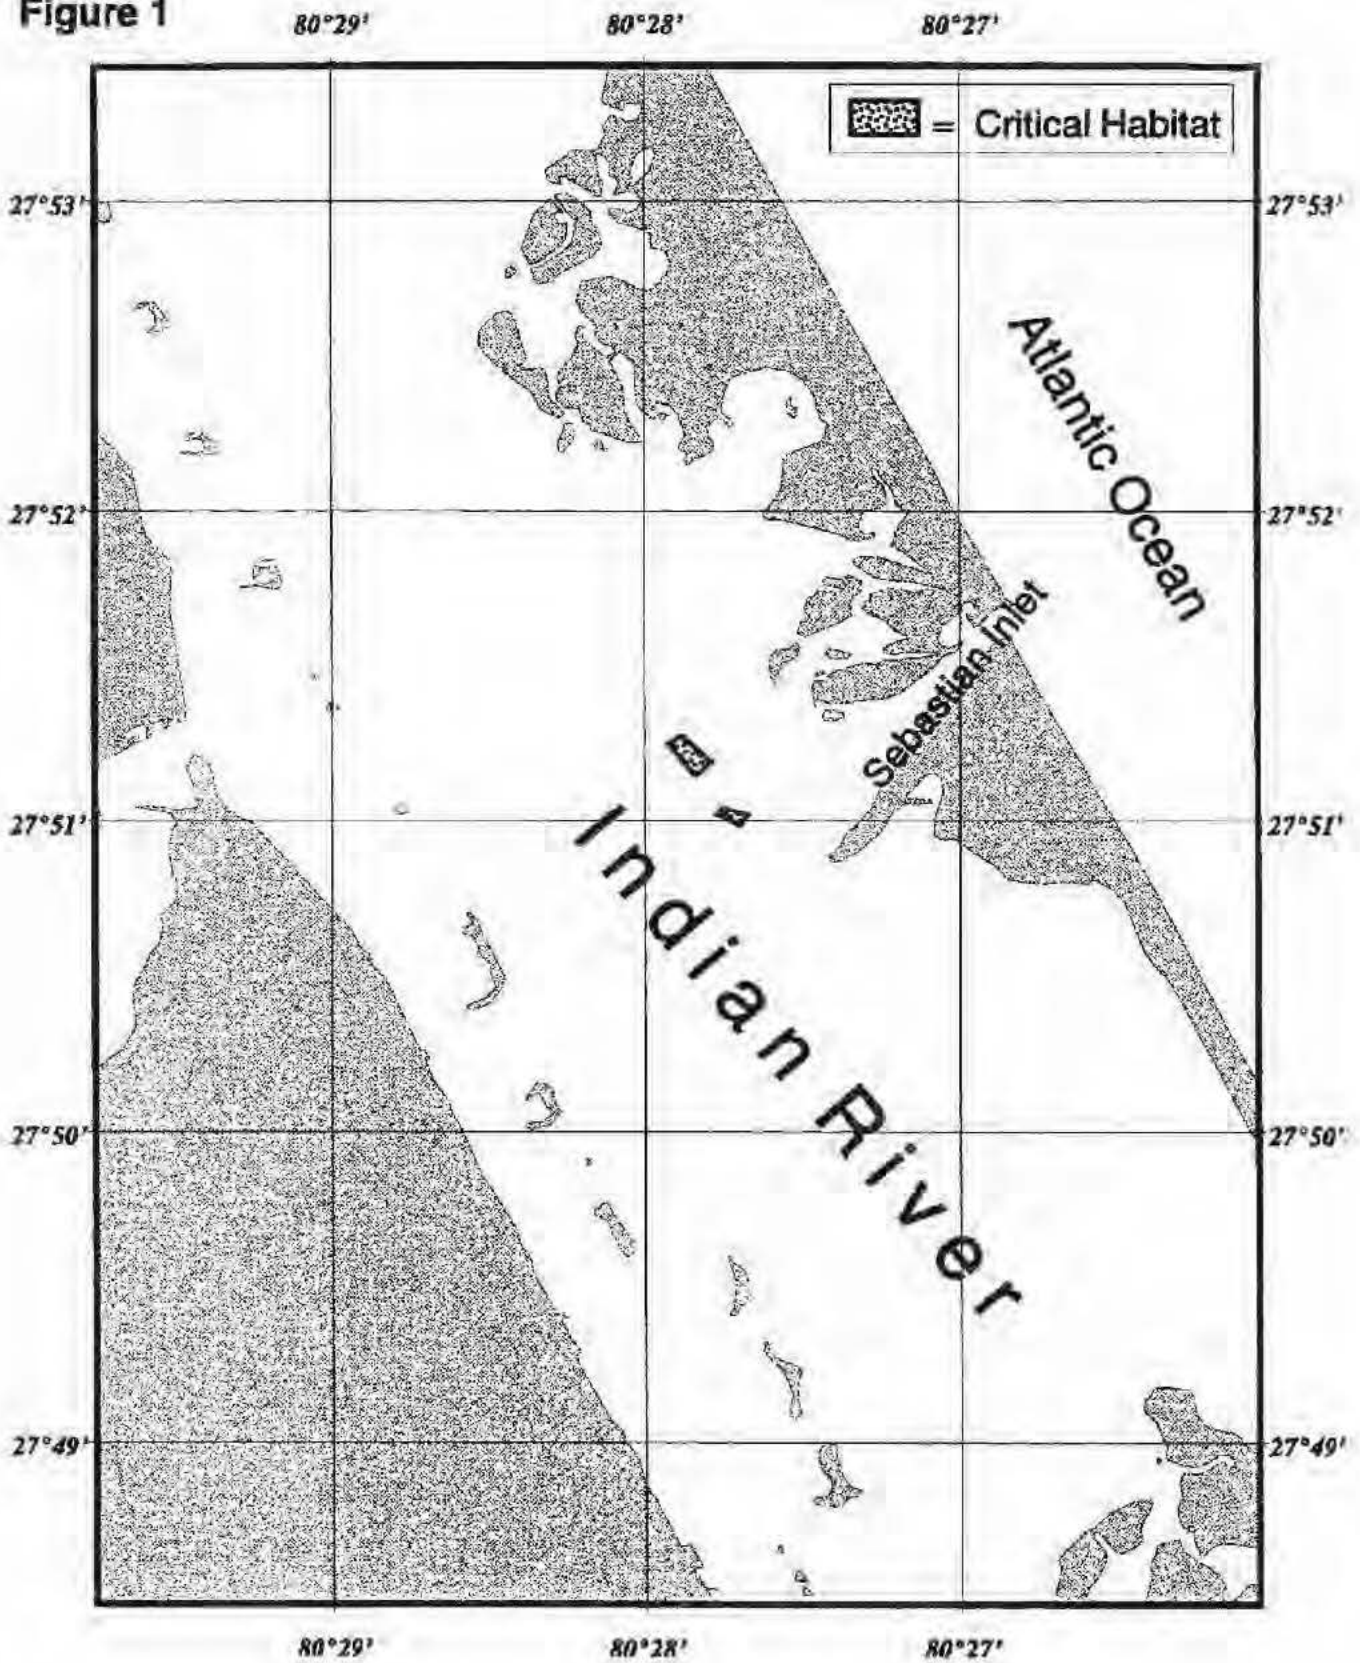 Figure 1
80°29' 80°28' 80°27'
= Critical Habitat
27°53' 27°53'
Atlantic Ocean
27°52' 27°52'
Sebastian Inlet
27°51' 27°51'
Indian River
27°50' 27°50'
27°49' 27°49'
80°29' 80°28' 80°27'